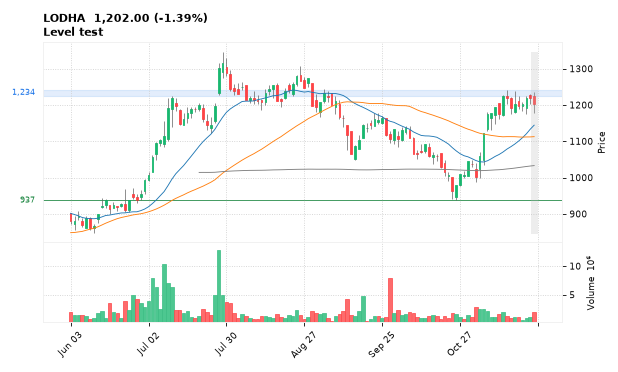 LODHA 1,202.00 (-1.39%)
Level test
1,234
937
1300
1200
1100
1000
900
Price
10
5
Volume 10⁶
Jun 03
Jul 02
Jul 30
Aug 27
Sep 25
Oct 27